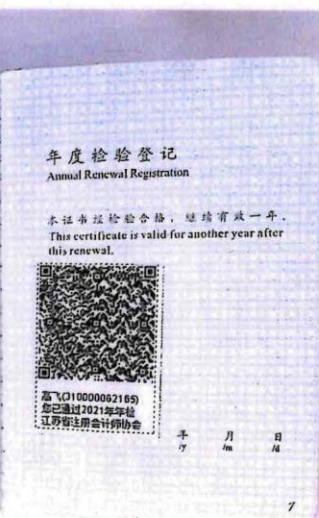 年度检验登记
Annual Renewal Registration
本证书经检验合格，继续有效一年。
This certificate is valid for another year after
this renewal.
高飞(310000062165)
您已通过2021年年检
江苏省注册会计师协会
年 月 日
/y /m /d
7